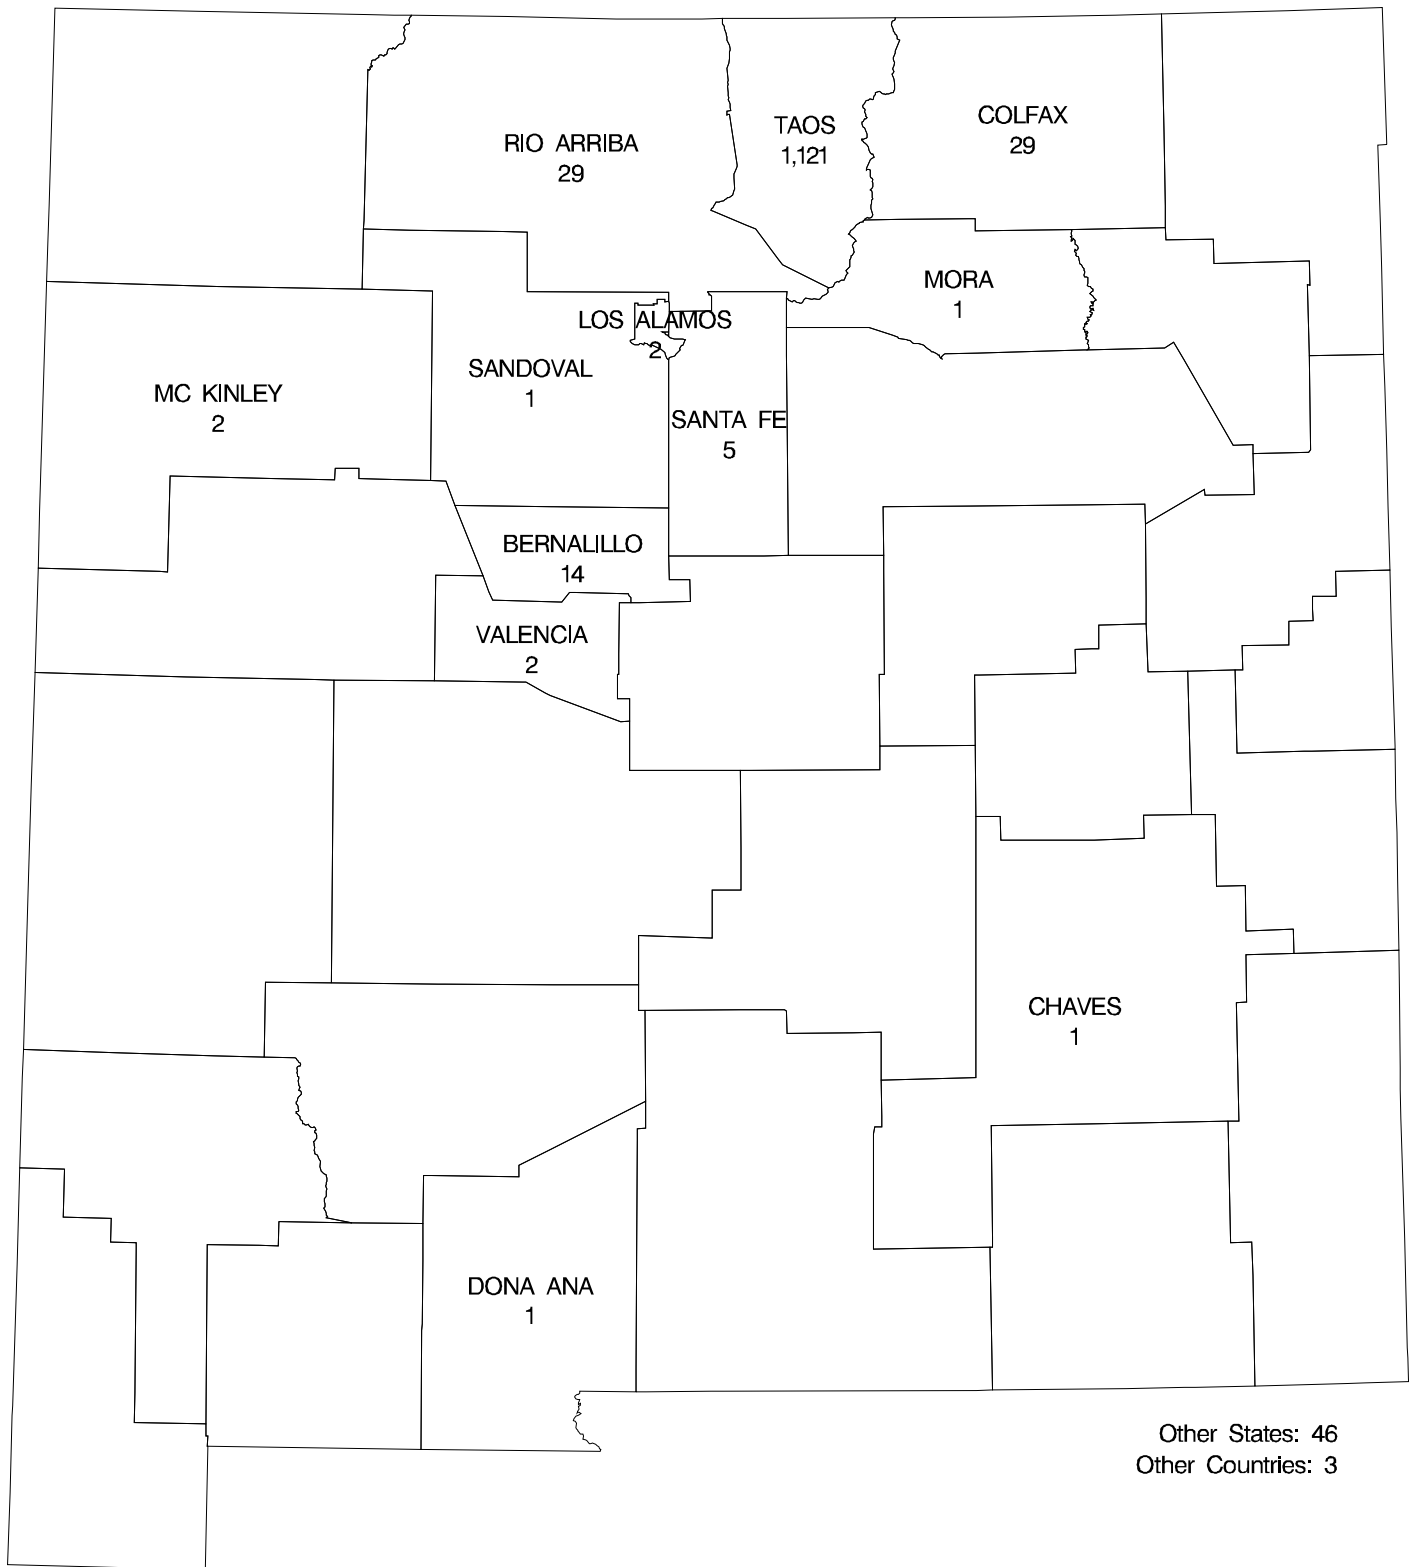 COLFAX
29
TAOS
1,121
RIO ARRIBA
29
MORA
1
LOS ALAMOS
2
SANDOVAL
1
MC KINLEY
2
SANTA FE
5
BERNALILLO
14
VALENCIA
2
CHAVES
1
DONA ANA
1
Other States: 46
Other Countries: 3